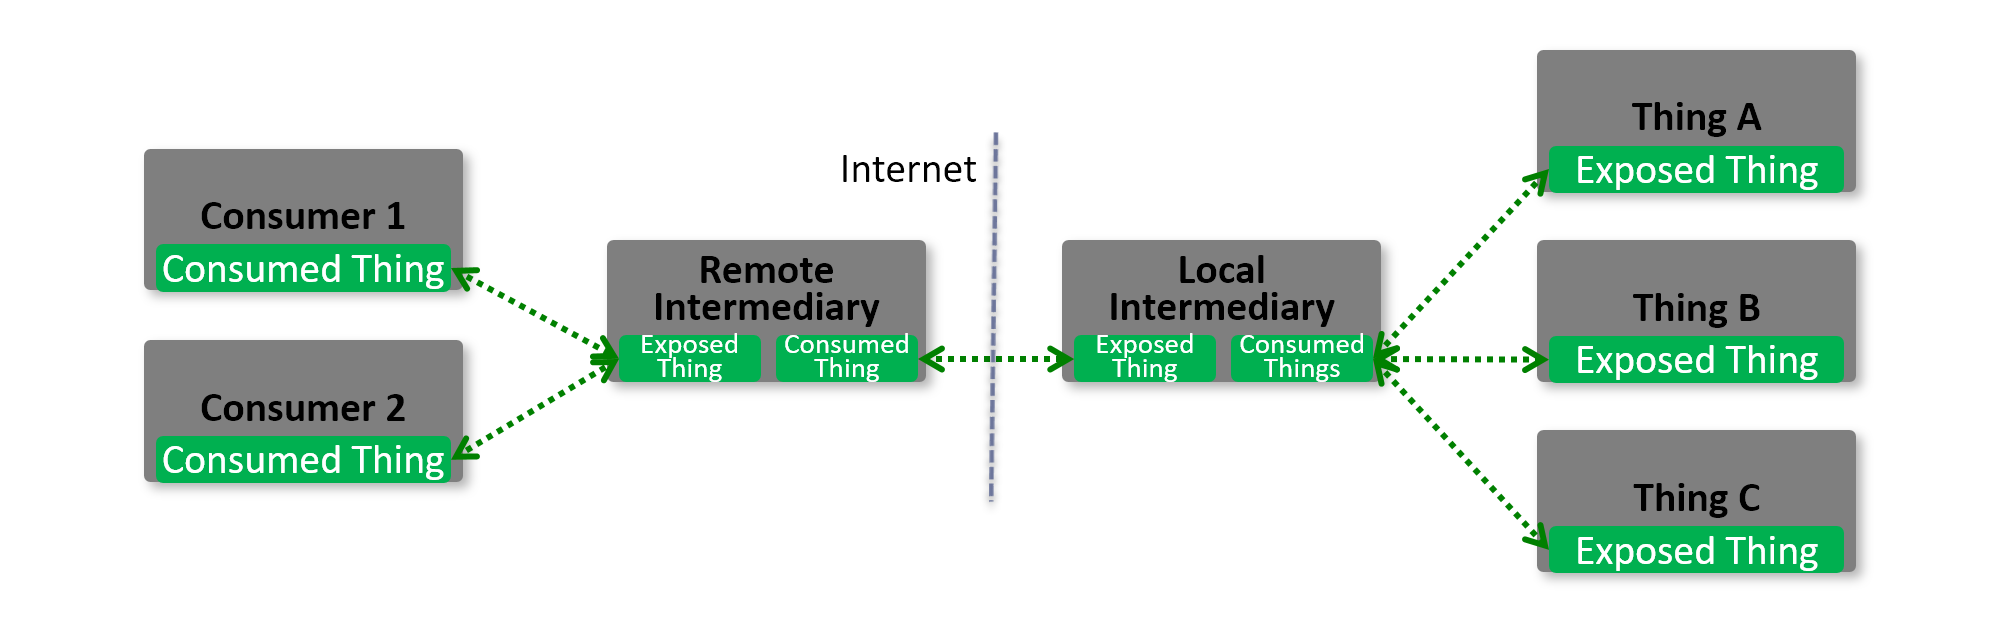 Consumer 1
Consumed Thing
Consumer 2
Consumed Thing
Remote
Intermediary
Exposed
Thing
Consumed
Thing
Internet
Local
Intermediary
Exposed
Thing
Consumed
Things
Thing A
Exposed Thing
Thing B
Exposed Thing
Thing C
Exposed Thing